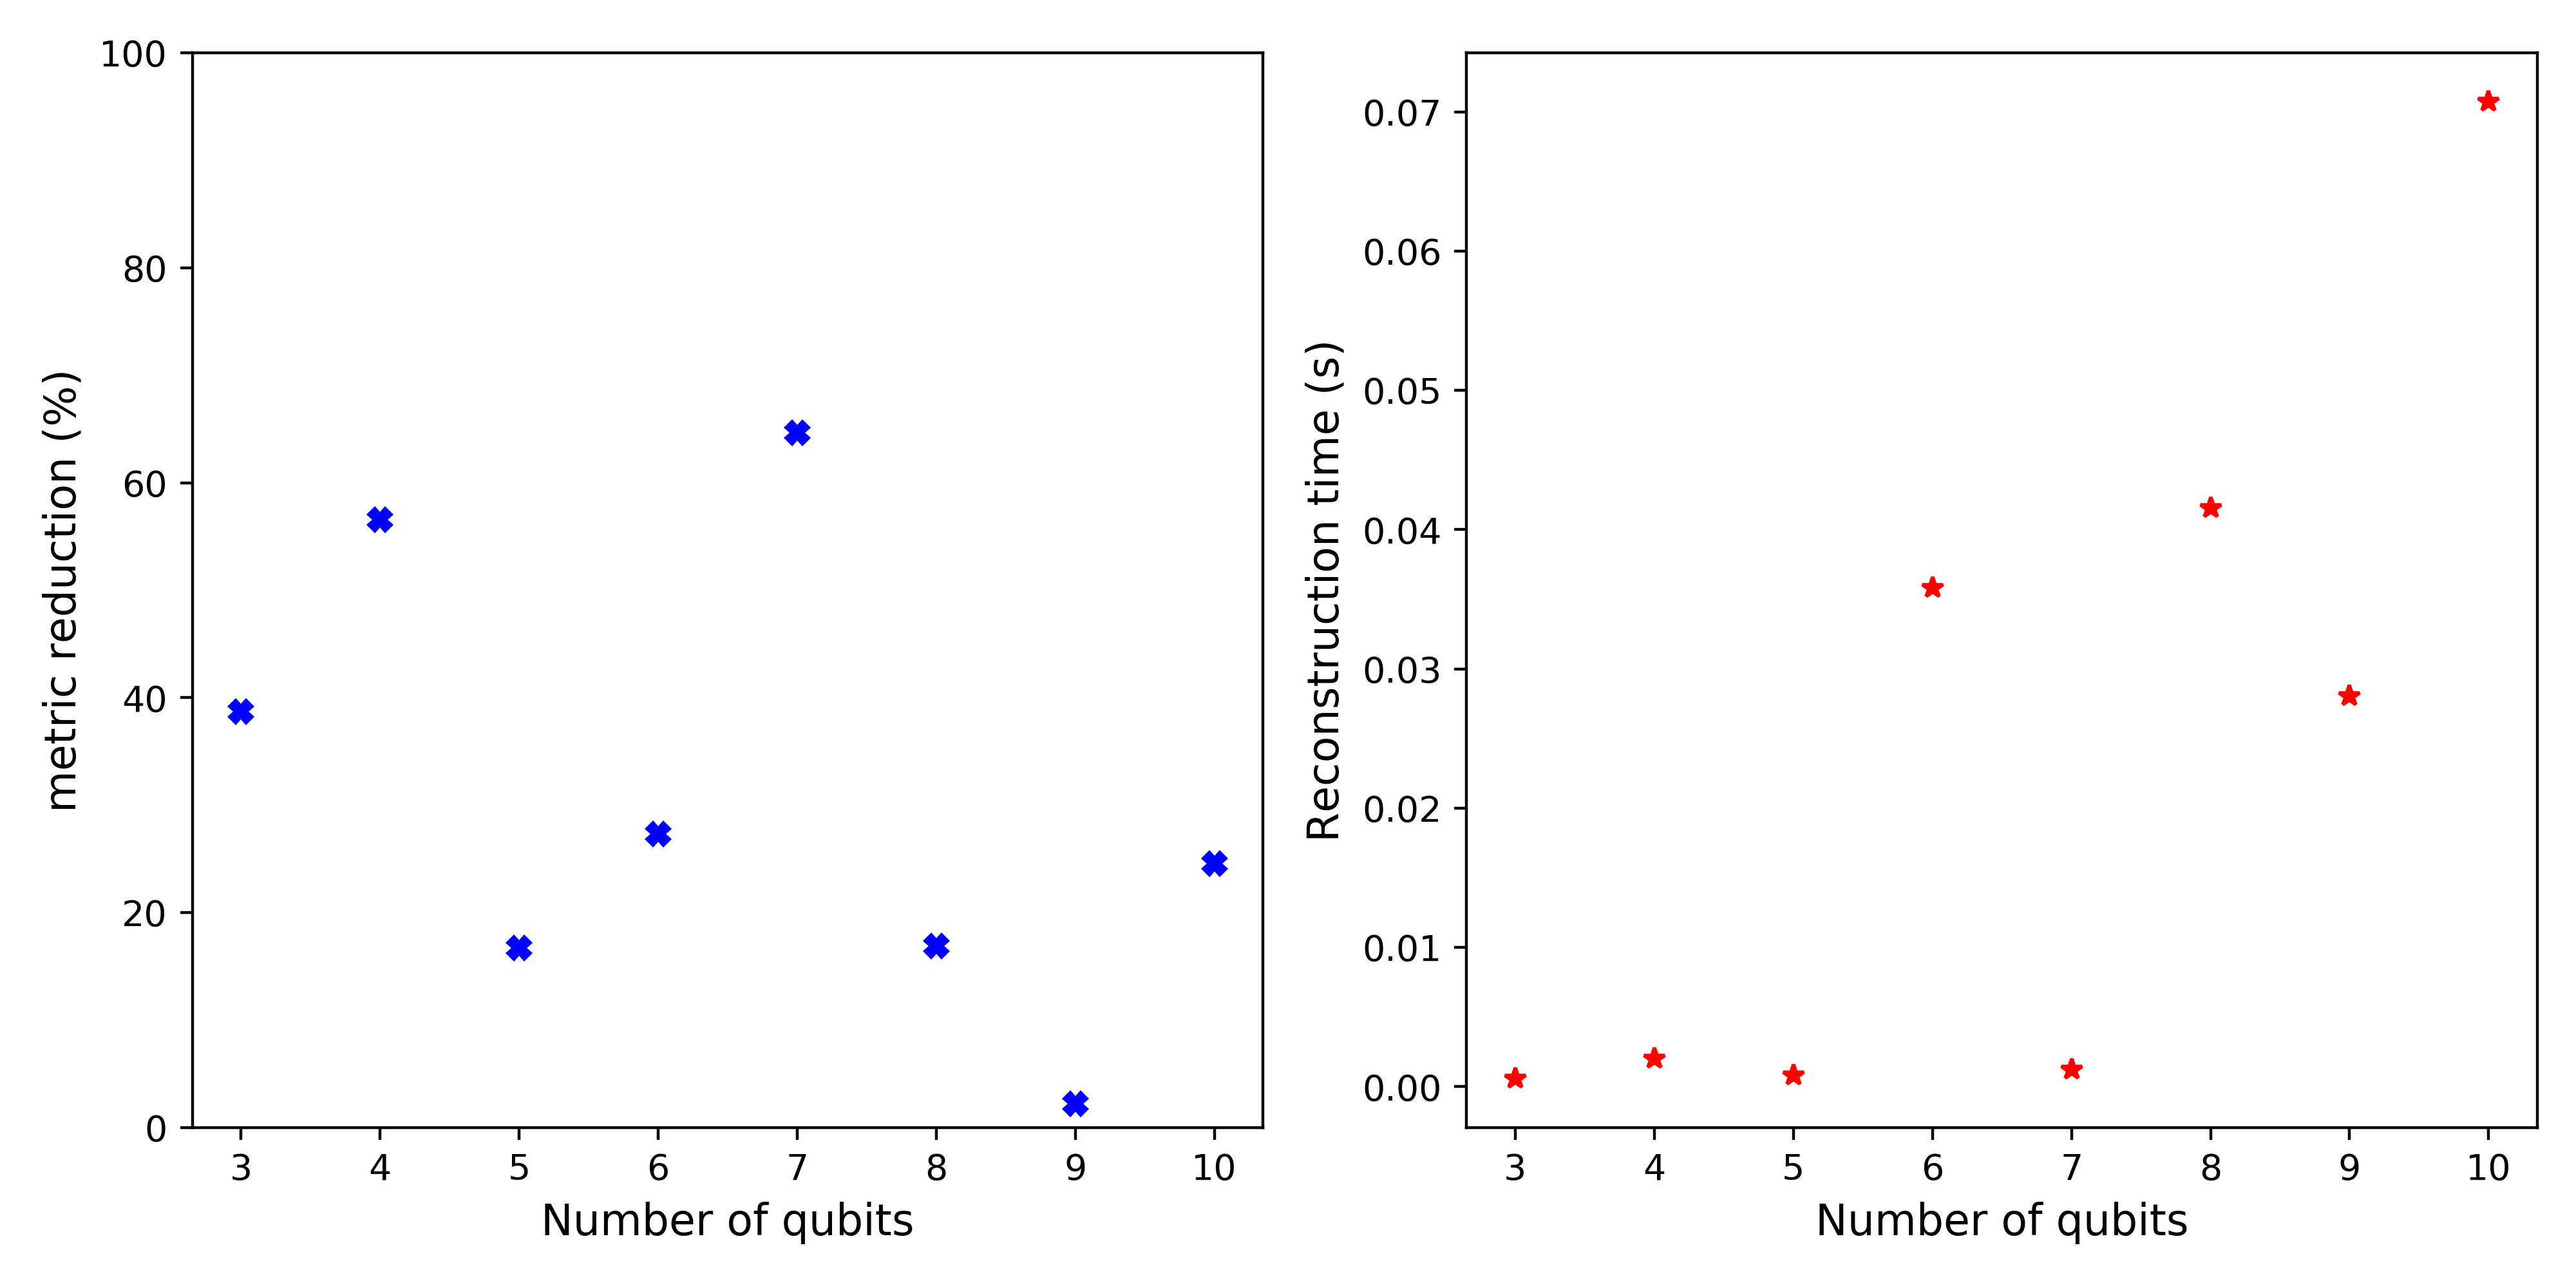 metric reduction (%)
100
80
60
40
20
0
3 4 5 6 7 8 9 10
Number of qubits
Reconstruction time (s)
0.07
0.06
0.05
0.04
0.03
0.02
0.01
0.00
3 4 5 6 7 8 9 10
Number of qubits